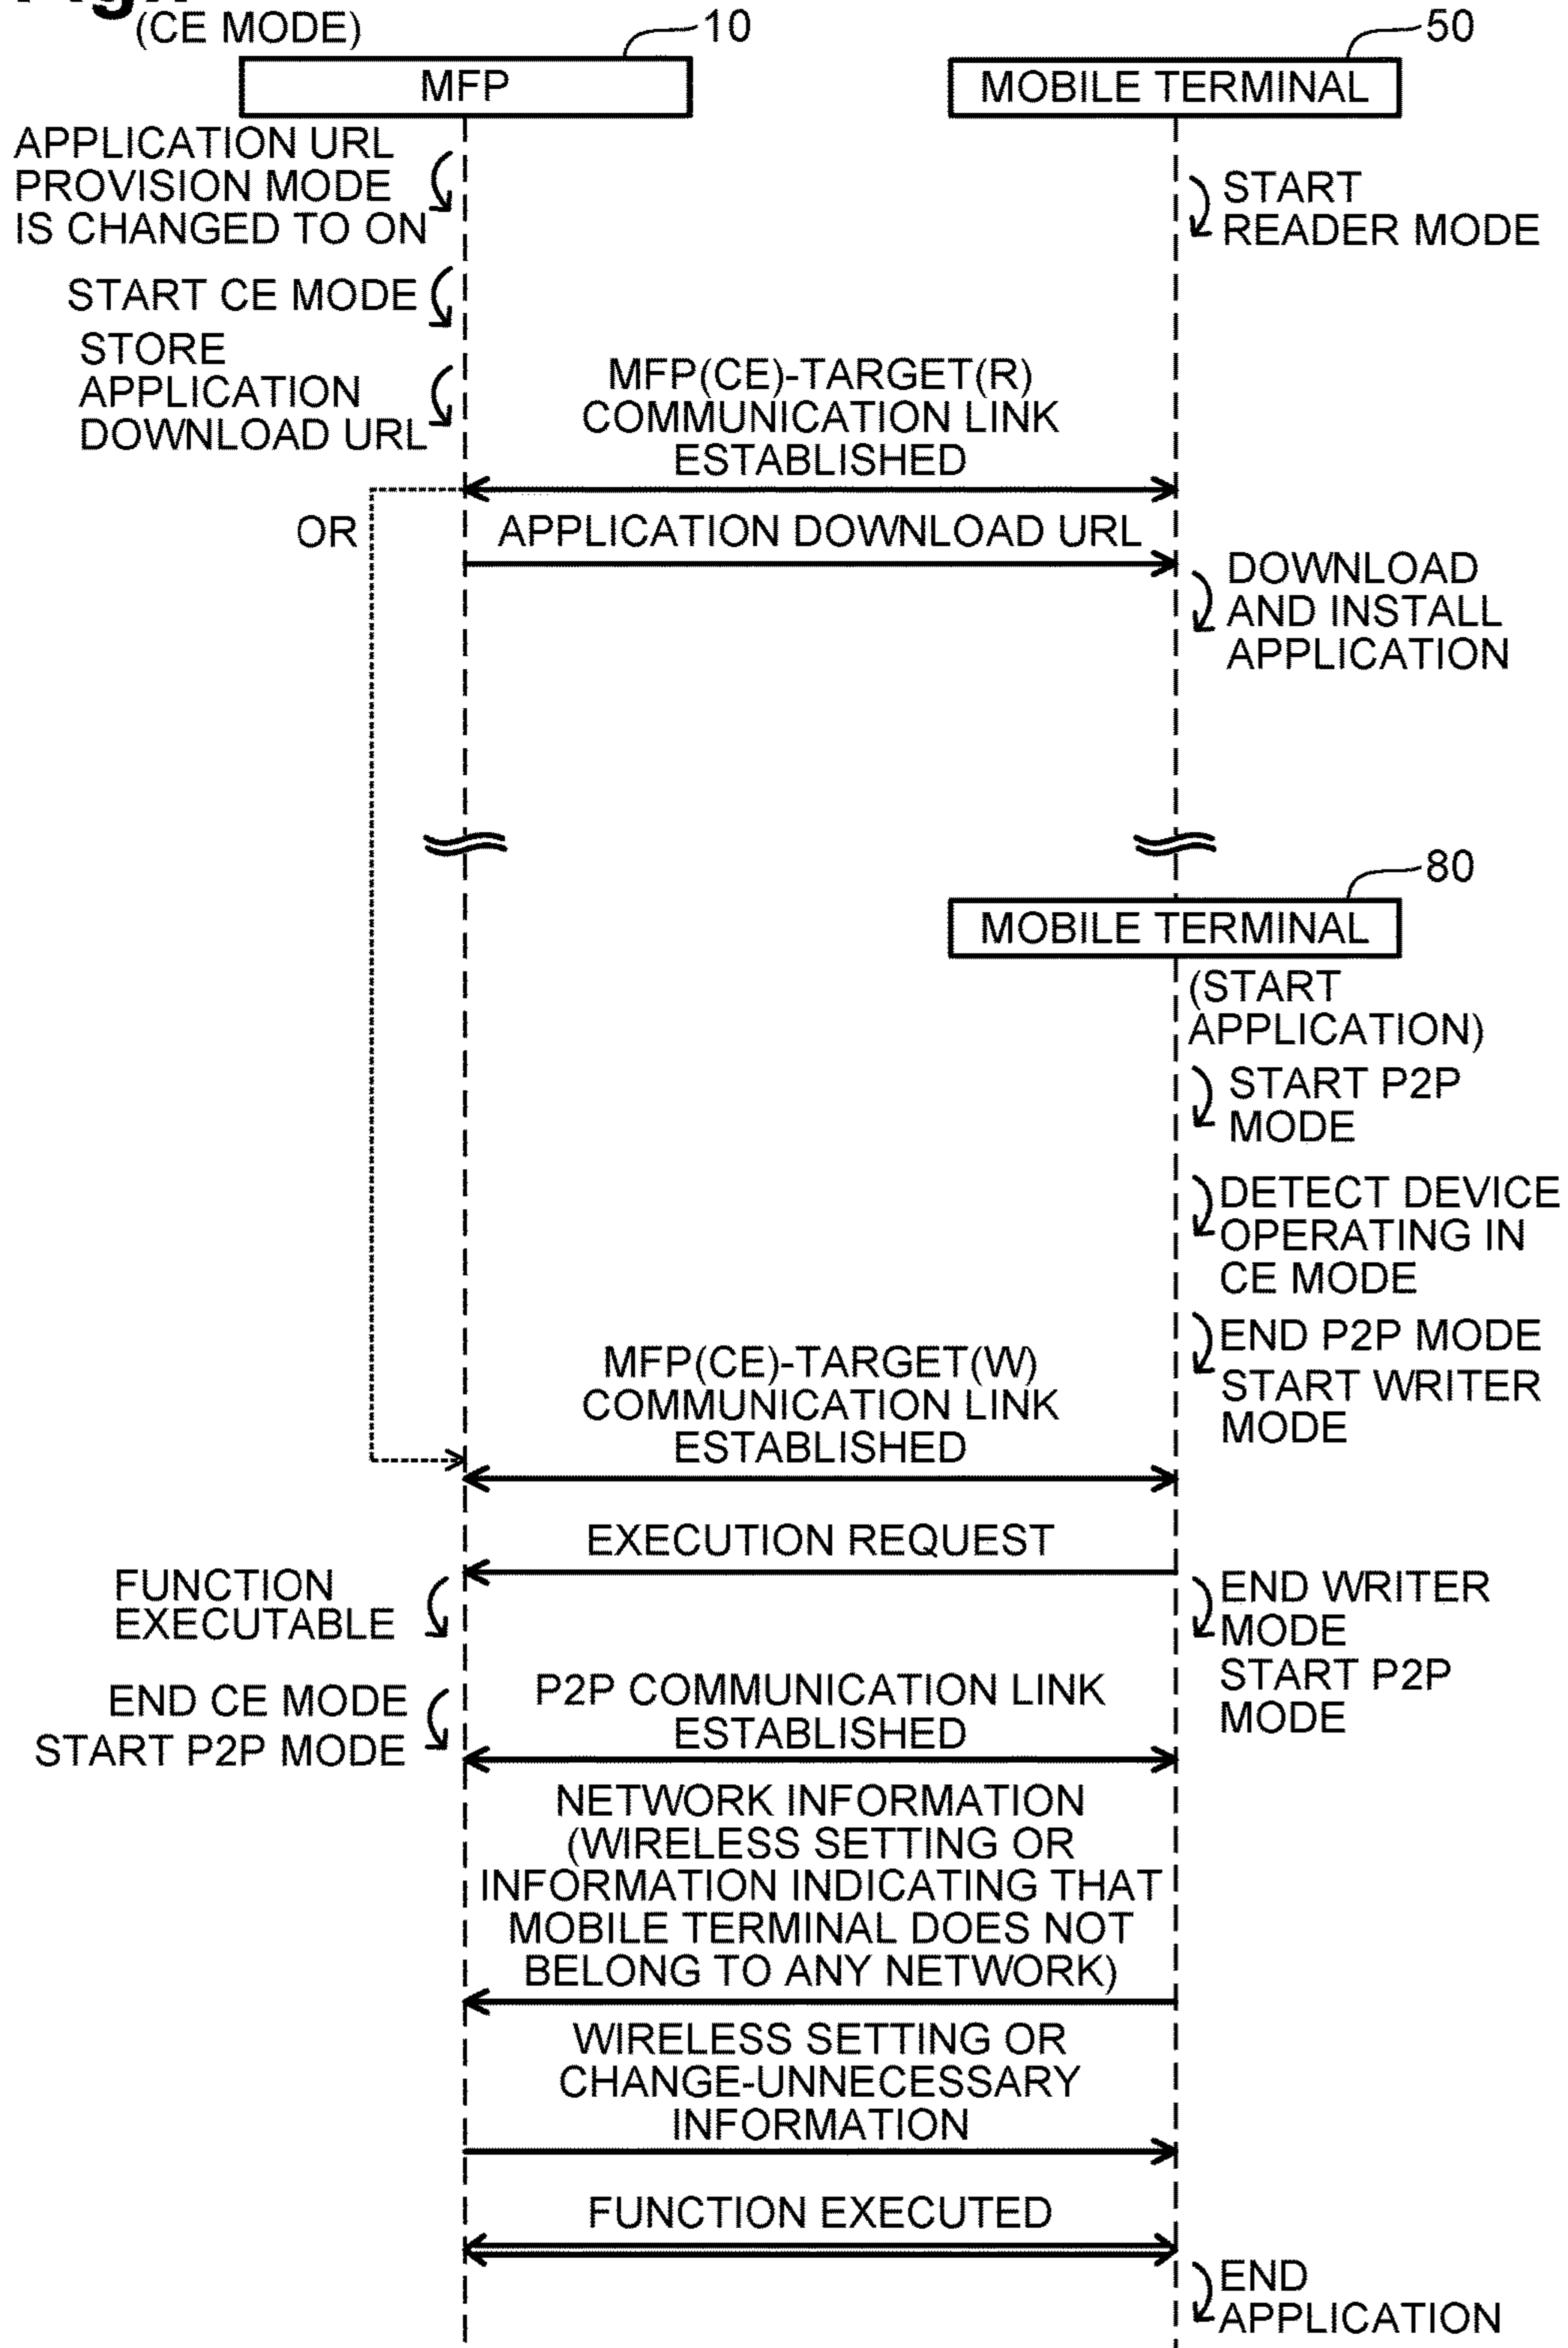 (CE MODE)
10
50
MFP
MOBILE TERMINAL
APPLICATION URL
PROVISION MODE
IS CHANGED TO ON
START
READER MODE
START CE MODE
STORE
APPLICATION
DOWNLOAD URL
MFP(CE)-TARGET(R)
COMMUNICATION LINK
ESTABLISHED
OR
APPLICATION DOWNLOAD URL
DOWNLOAD
AND INSTALL
APPLICATION
80
MOBILE TERMINAL
(START
APPLICATION)
START P2P
MODE
DETECT DEVICE
OPERATING IN
CE MODE
END P2P MODE
START WRITER
MODE
MFP(CE)-TARGET(W)
COMMUNICATION LINK
ESTABLISHED
EXECUTION REQUEST
FUNCTION
EXECUTABLE
END WRITER
MODE
START P2P
MODE
END CE MODE
START P2P MODE
P2P COMMUNICATION LINK
ESTABLISHED
NETWORK INFORMATION
(WIRELESS SETTING OR
INFORMATION INDICATING THAT
MOBILE TERMINAL DOES NOT
BELONG TO ANY NETWORK)
WIRELESS SETTING OR
CHANGE-UNNECESSARY
INFORMATION
FUNCTION EXECUTED
END
APPLICATION